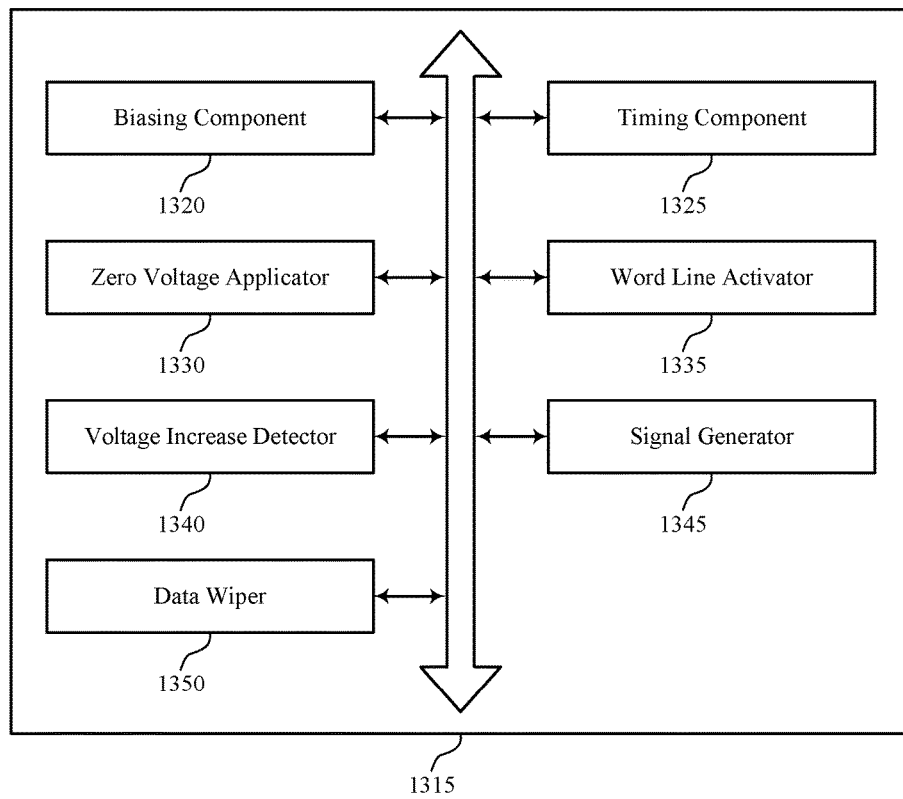 Biasing Component
Timing Component
1320
1325
Zero Voltage Applicator
Word Line Activator
1330
1335
Voltage Increase Detector
Signal Generator
1340
1345
Data Wiper
1350
1315